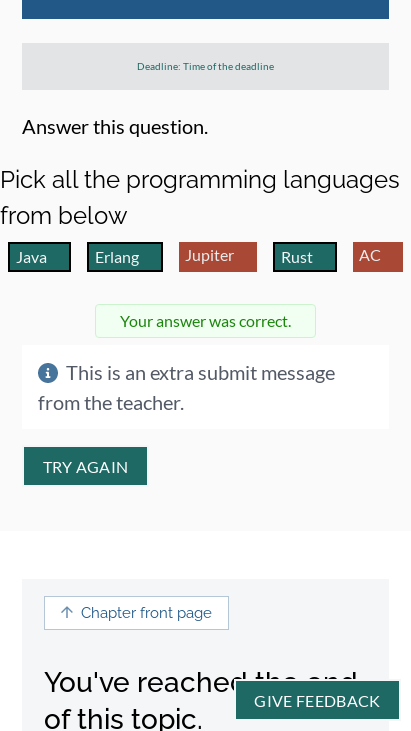 Deadline: Time of the deadline
Answer this question.
Pick all the programming languages
from below
Java Erlang Jupiter Rust AC
Your answer was correct.
This is an extra submit message
from the teacher.
TRY AGAIN
Chapter front page
You've reached the end
of this topic.
GIVE FEEDBACK